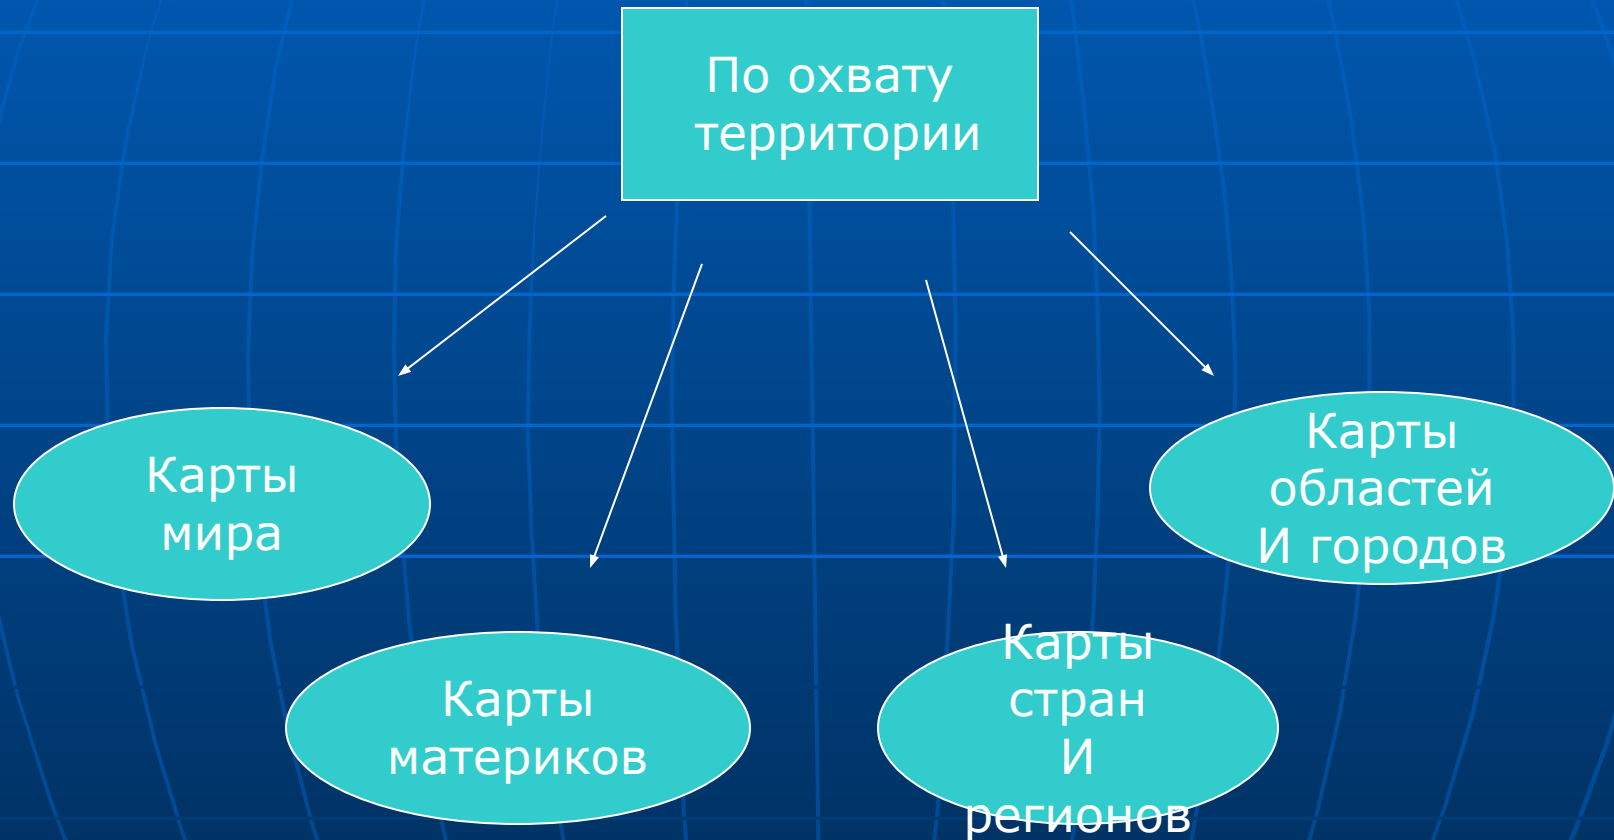 По охвату
территории
Карты
мира
Карты
материков
Карты
стран
И
регионов
Карты
областей
И городов